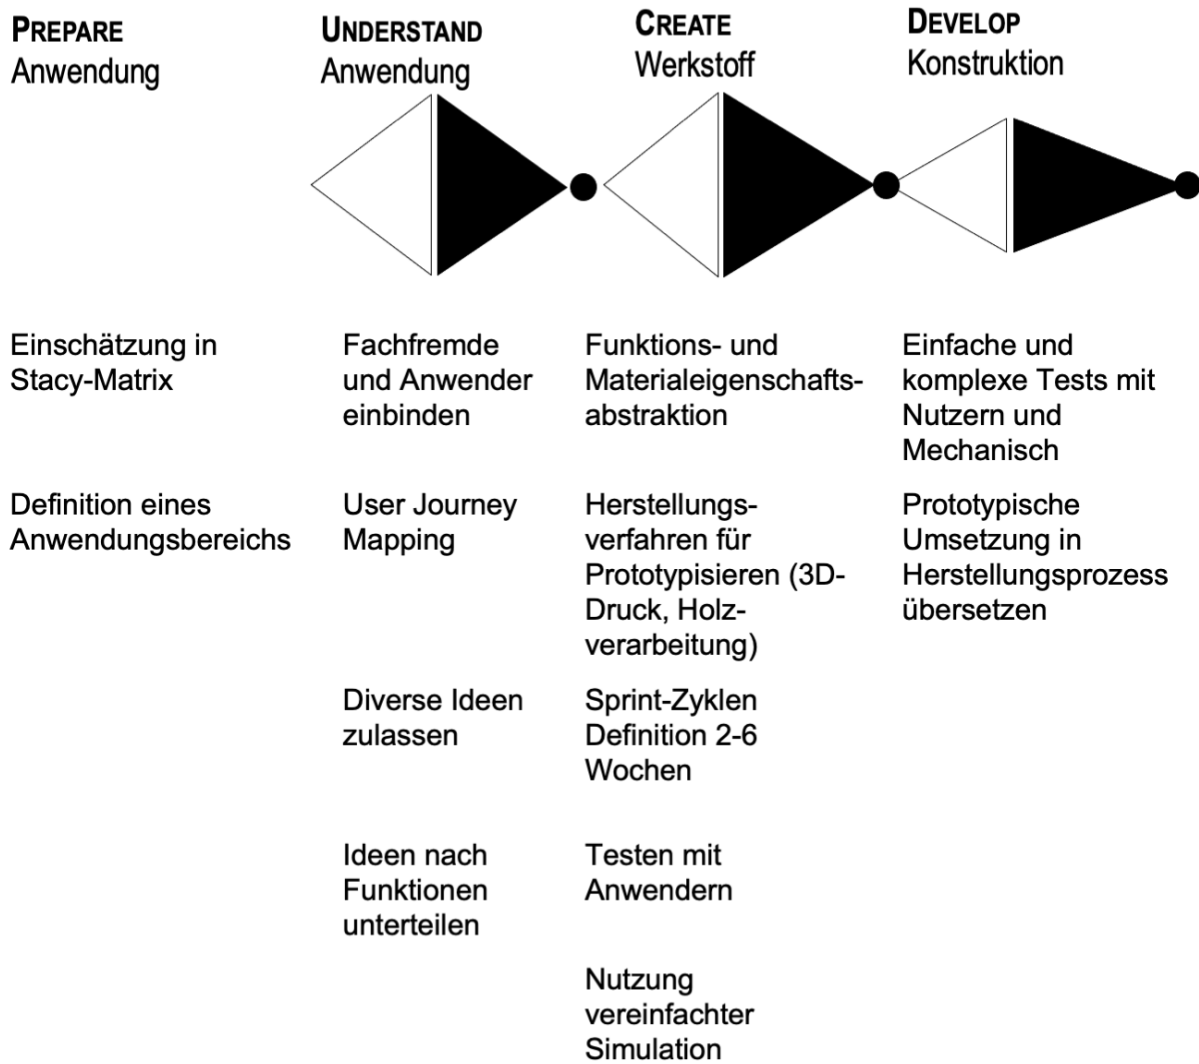 PREPARE
Anwendung
UNDERSTAND
Anwendung
CREATE
Werkstoff
DEVELOP
Konstruktion
Einschätzung in
Stacy-Matrix
Definition eines
Anwendungsbereichs
Fachfremde
und Anwender
einbinden
User Journey
Mapping
Diverse Ideen
zulassen
Ideen nach
Funktionen
unterteilen
Funktions- und
Materialeigenschafts-
abstraktion
Herstellungs-
verfahren für
Prototypisieren (3D-
Druck, Holz-
verarbeitung)
Sprint-Zyklen
Definition 2-6
Wochen
Testen mit
Anwendern
Nutzung
vereinfachter
Simulation
Einfache und
komplexe Tests mit
Nutzern und
Mechanisch
Prototypische
Umsetzung in
Herstellungsprozess
übersetzen